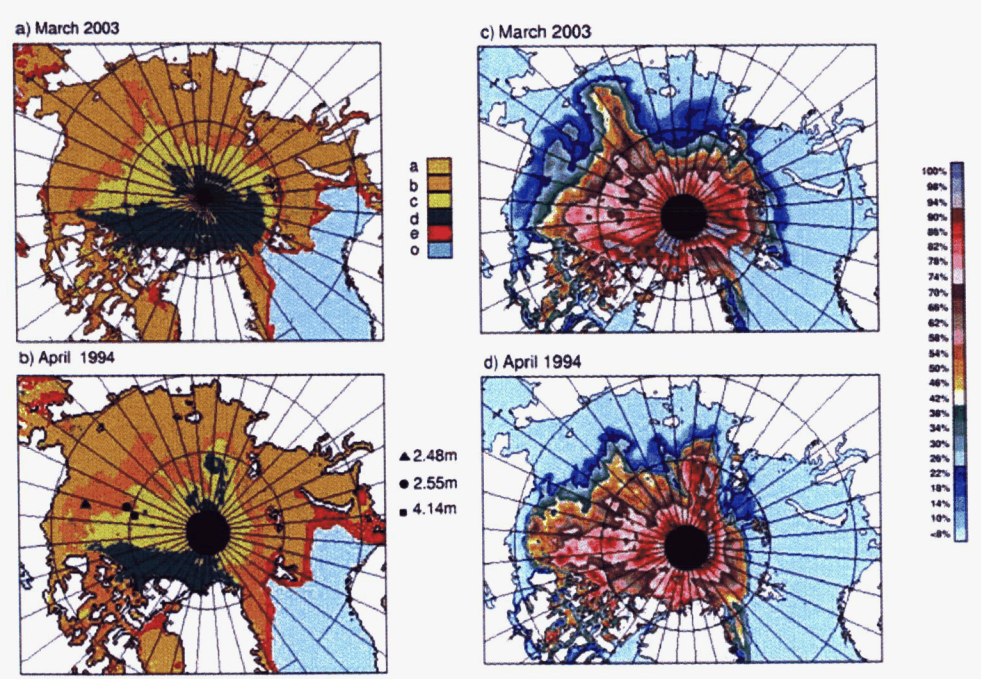 a) March 2003
c) March 2003
a
b
c
d
e
o
100%
98%
94%
90%
86%
82%
78%
74%
70%
66%
62%
58%
54%
50%
46%
42%
38%
34%
30%
26%
22%
18%
14%
10%
<8%
b) April 1994
d) April 1994
▲ 2.48m
● 2.55m
■ 4.14m